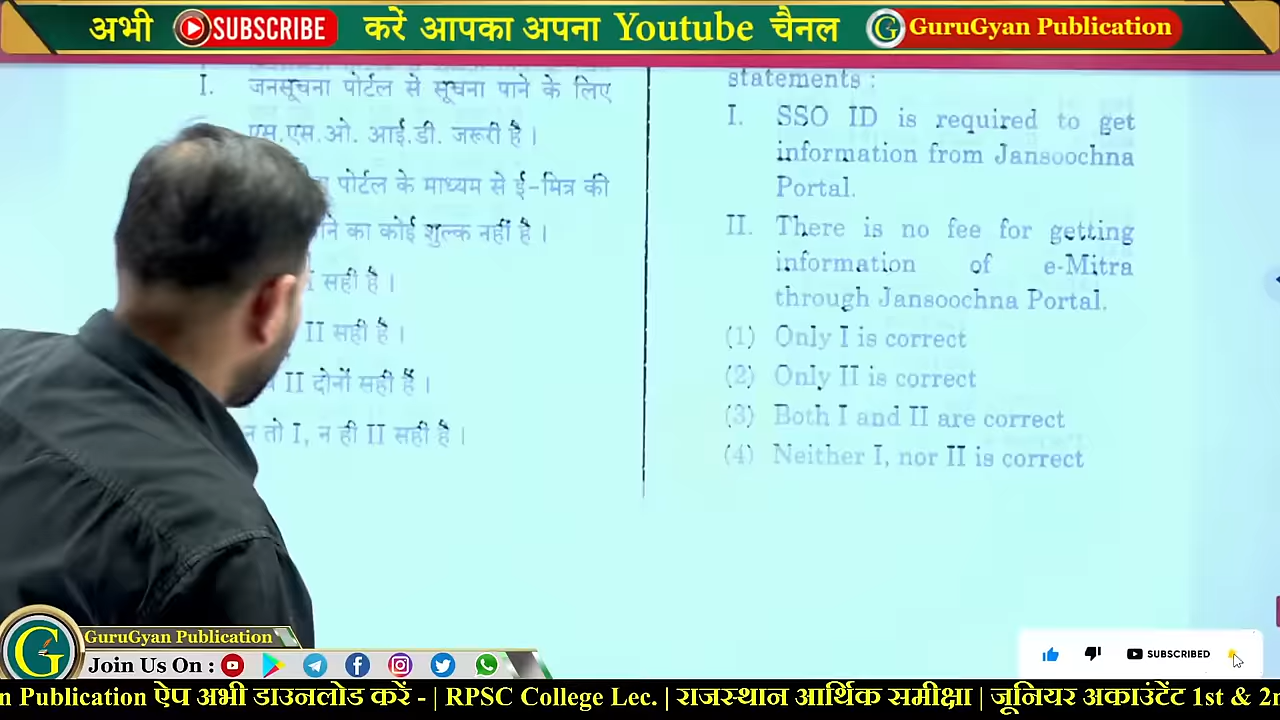 अभी SUBSCRIBE करें आपका अपना Youtube चैनल G GuruGyan Publication
I. जनसूचना पोर्टल से सूचना पाने के लिए
एस.एस.ओ. आई.डी. जरूरी है।
पोर्टल के माध्यम से ई-मित्र की
का कोई शुल्क नहीं है।
सही है।
II सही है।
II दोनों सही हैं।
न तो I, न ही II सही है।
statements :
I. SSO ID is required to get
information from Jansoochna
Portal.
II. There is no fee for getting
information of e-Mitra
through Jansoochna Portal.
(1) Only I is correct
(2) Only II is correct
(3) Both I and II are correct
(4) Neither I, nor II is correct
G GuruGyan Publication
Join Us On :
SUBSCRIBED
n Publication ऐप अभी डाउनलोड करें - | RPSC College Lec. | राजस्थान आर्थिक समीक्षा | जूनियर अकाउंटेंट 1st & 2